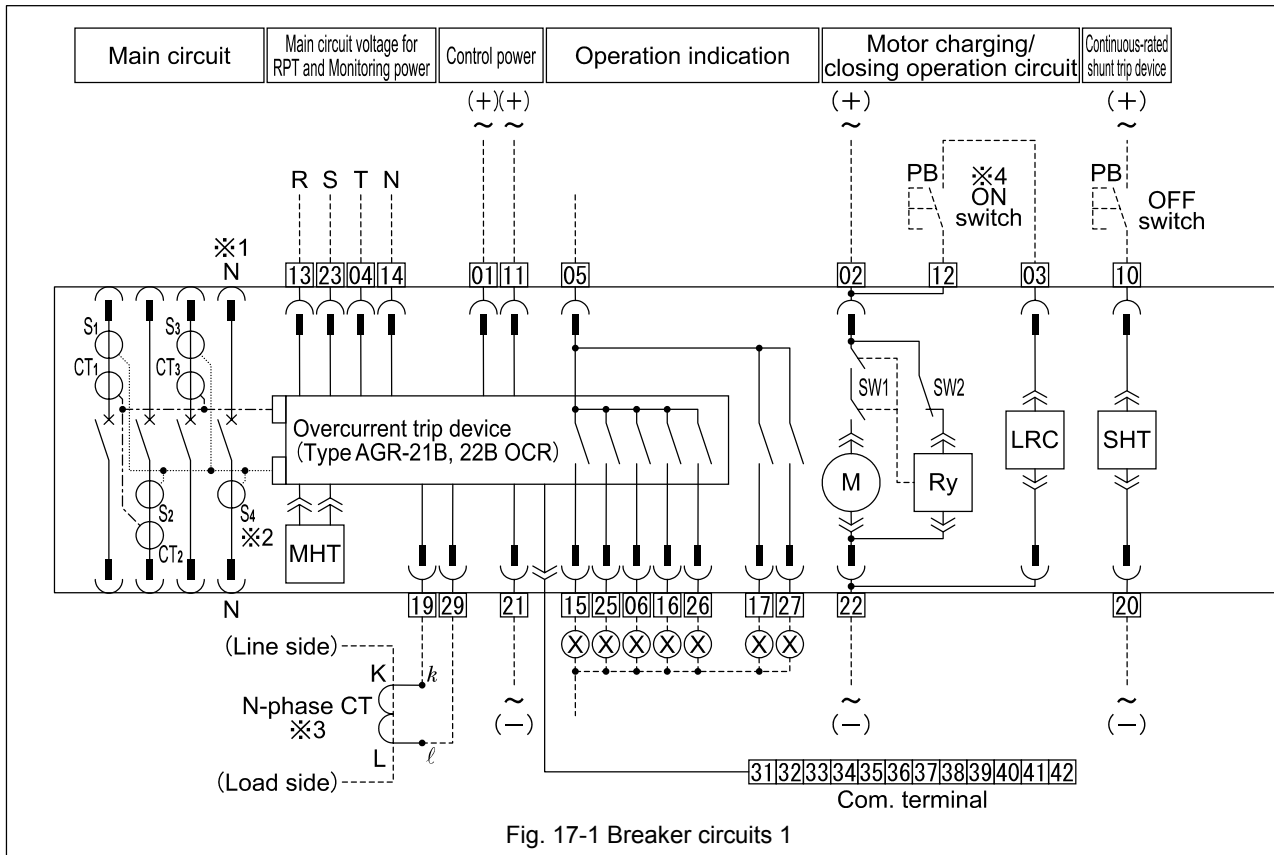 Main circuit
Main circuit voltage for
RPT and Monitoring power
Control power
Operation indication
Motor charging/
closing operation circuit
Continuous-rated
shunt trip device
(+) (+)
～ ～
(+)
～
(+)
～
R S T N
PB
※4
ON
switch
PB
OFF
switch
※1
N
13 23 04 14 01 11 05 02 12 03 10
S1
CT1
S3
CT3
S2
CT2
S4
※2
Overcurrent trip device
(Type AGR-21B, 22B OCR)
MHT
SW1
SW2
M
Ry
LRC
SHT
N
19 29 21 15 25 06 16 26 17 27 22 20
X X X X X X X
(Line side)
K
k
N-phase CT
※3
L
ℓ
(Load side)
～
(−)
～
(−)
～
(−)
31 32 33 34 35 36 37 38 39 40 41 42
Com. terminal
Fig. 17-1 Breaker circuits 1